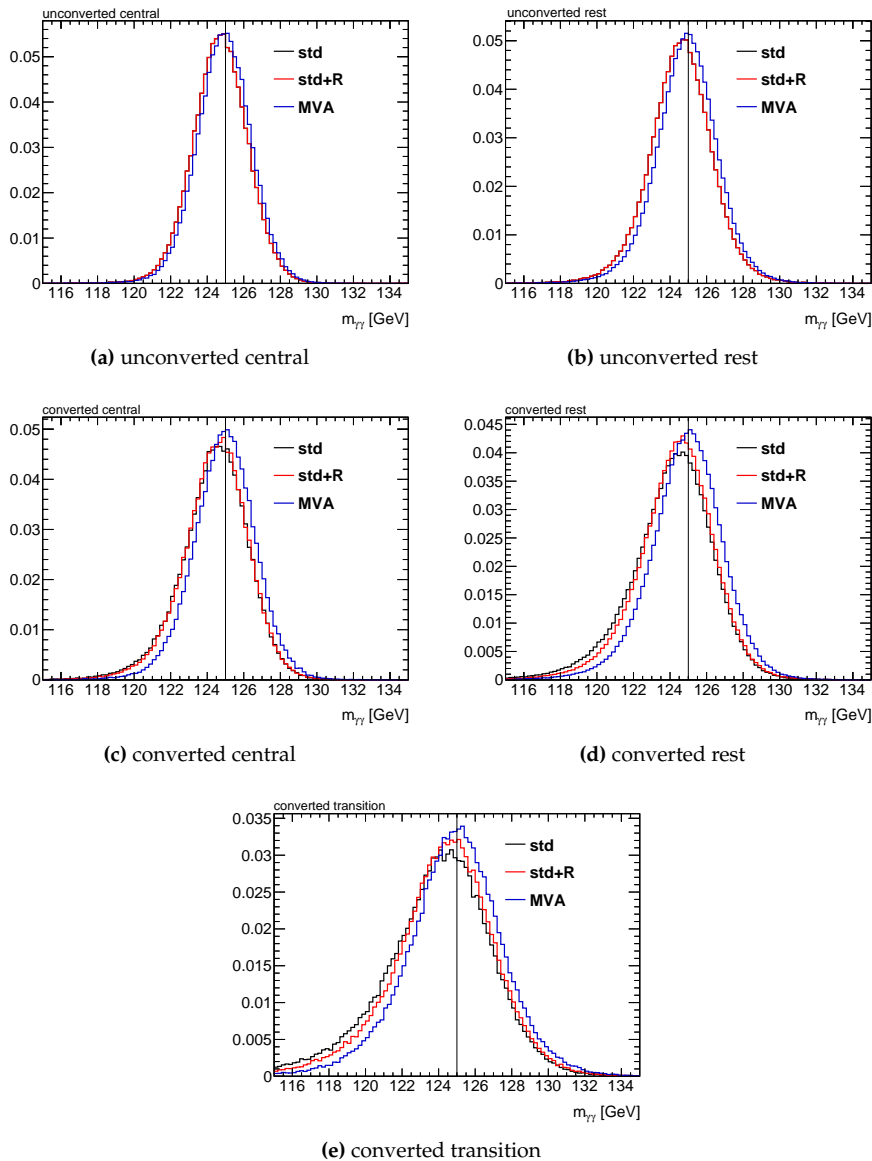 unconverted central
0.05
0.04
0.03
0.02
0.01
0
std
std+R
MVA
116 118 120 122 124 126 128 130 132 134
mγγ [GeV]
(a) unconverted central
unconverted rest
0.05
0.04
0.03
0.02
0.01
0
std
std+R
MVA
116 118 120 122 124 126 128 130 132 134
mγγ [GeV]
(b) unconverted rest
converted central
0.05
0.04
0.03
0.02
0.01
0
std
std+R
MVA
116 118 120 122 124 126 128 130 132 134
mγγ [GeV]
(c) converted central
converted rest
0.045
0.04
0.035
0.03
0.025
0.02
0.015
0.01
0.005
0
std
std+R
MVA
116 118 120 122 124 126 128 130 132 134
mγγ [GeV]
(d) converted rest
converted transition
0.035
0.03
0.025
0.02
0.015
0.01
0.005
0
std
std+R
MVA
116 118 120 122 124 126 128 130 132 134
mγγ [GeV]
(e) converted transition